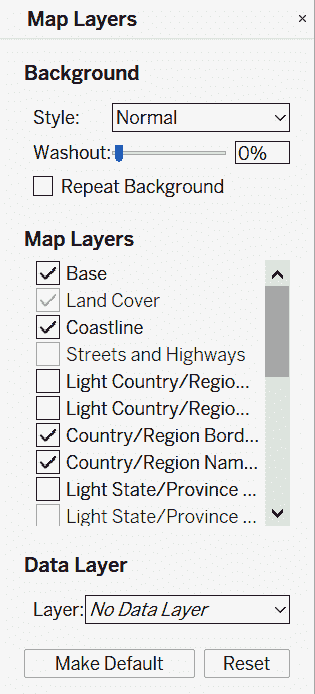 Map Layers ×
Background
Style: Normal
Washout: 0%
Repeat Background
Map Layers
Base
Land Cover
Coastline
Streets and Highways
Light Country/Regio...
Light Country/Regio...
Country/Region Bord...
Country/Region Nam...
Light State/Province ...
Light State/Province ...
Data Layer
Layer: No Data Layer
Make Default Reset